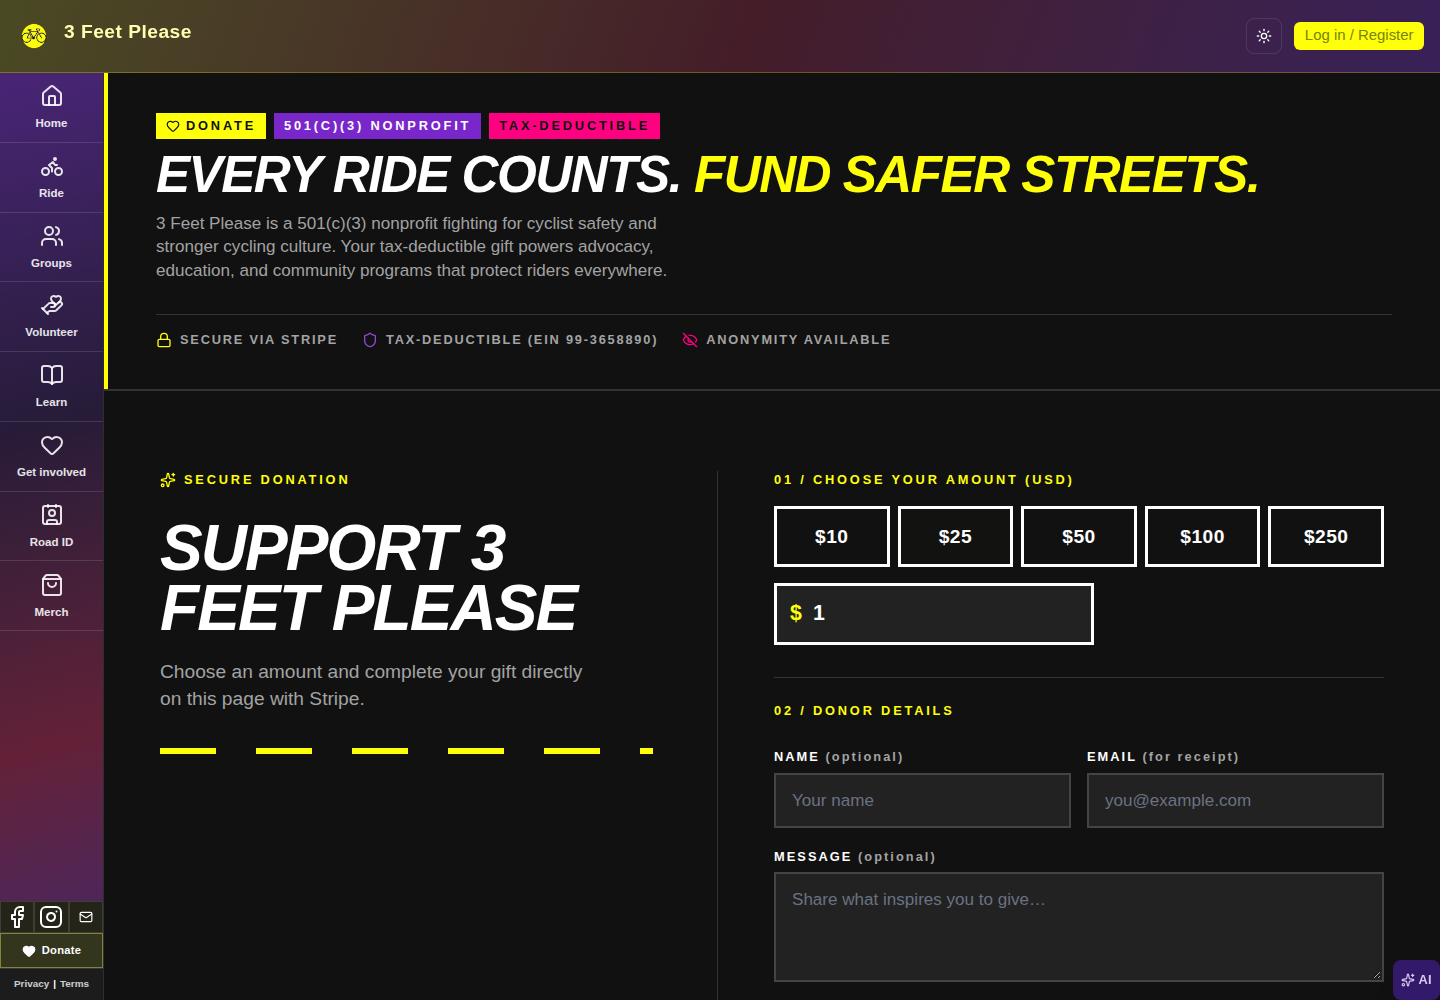 3 Feet Please
Log in / Register
Home
Ride
Groups
Volunteer
Learn
Get involved
Road ID
Merch
Donate
Privacy | Terms
DONATE
501(C)(3) NONPROFIT
TAX-DEDUCTIBLE
EVERY RIDE COUNTS. FUND SAFER STREETS.
3 Feet Please is a 501(c)(3) nonprofit fighting for cyclist safety and
stronger cycling culture. Your tax-deductible gift powers advocacy,
education, and community programs that protect riders everywhere.
SECURE VIA STRIPE
TAX-DEDUCTIBLE (EIN 99-3658890)
ANONYMITY AVAILABLE
SECURE DONATION
SUPPORT 3
FEET PLEASE
Choose an amount and complete your gift directly
on this page with Stripe.
01 / CHOOSE YOUR AMOUNT (USD)
$10
$25
$50
$100
$250
$ 1
02 / DONOR DETAILS
NAME (optional)
EMAIL (for receipt)
Your name
you@example.com
MESSAGE (optional)
Share what inspires you to give…
AI